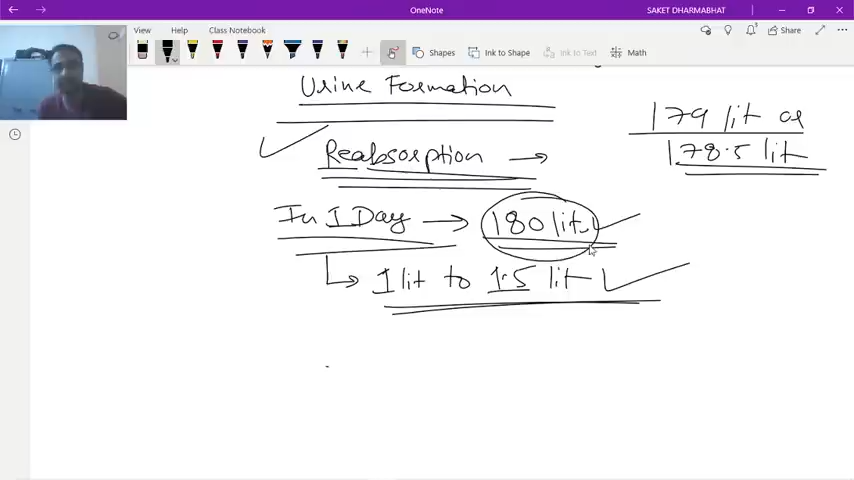 OneNote
SAKET DHARMABHAT
View Help Class Notebook
Share
Shapes Ink to Shape Ink to Text Math
Urine Formation
179 lit or
178.5 lit
Reabsorption →
In 1 Day → 180 lit.
↳ 1 lit to 1.5 lit